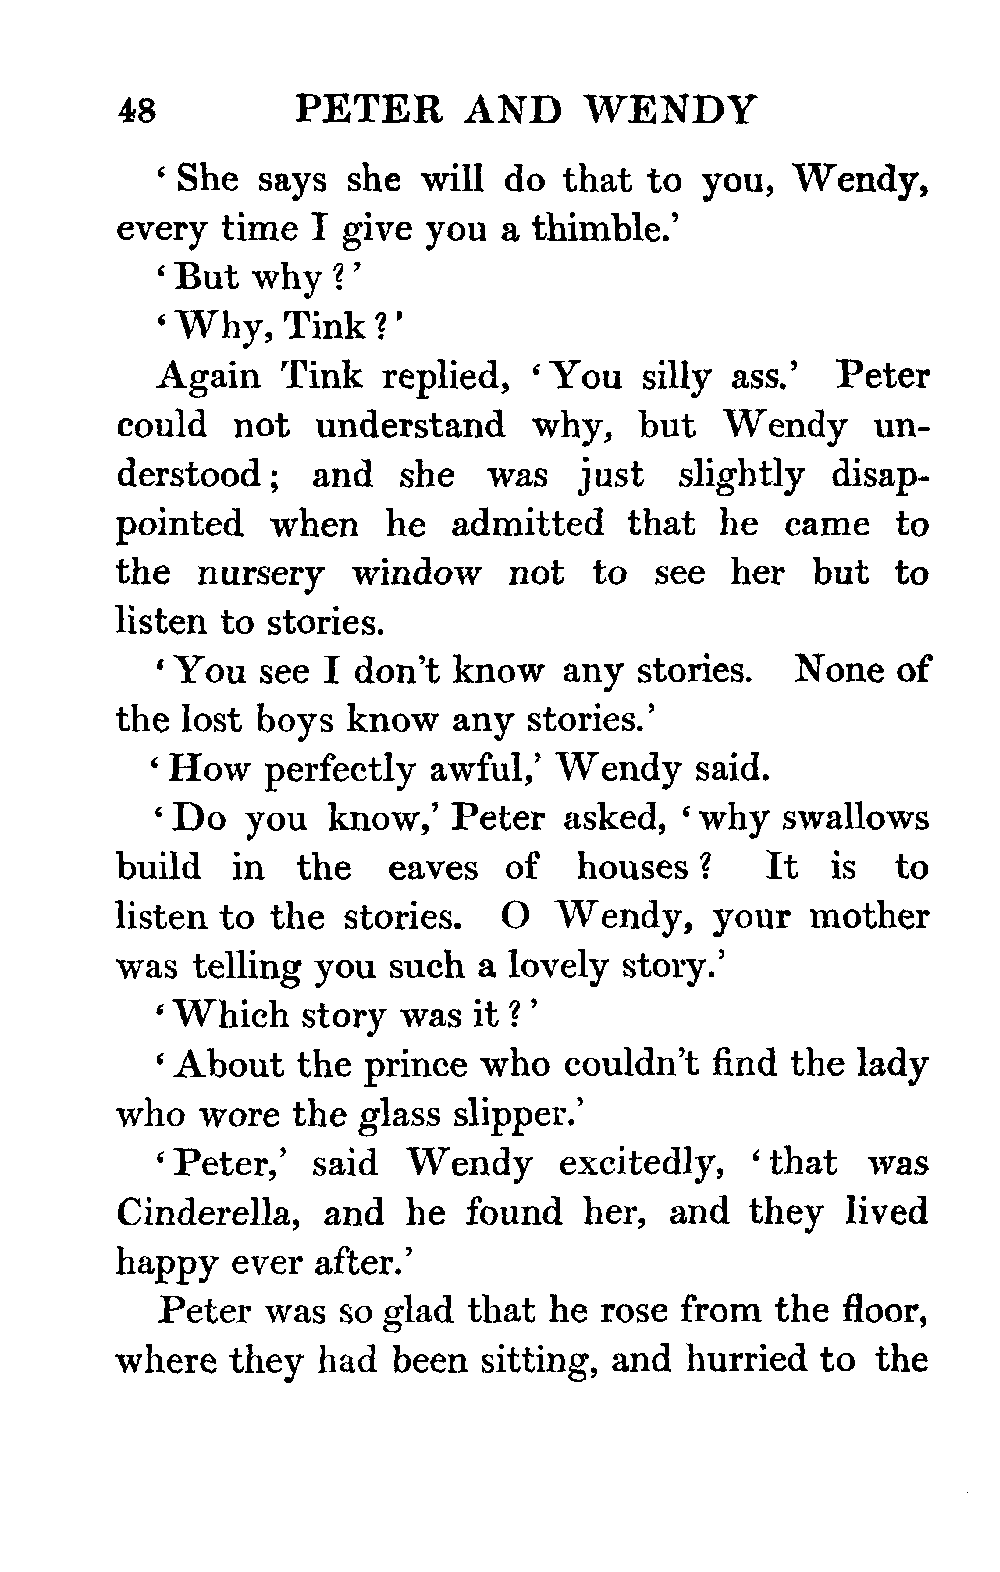 48 PETER AND WENDY
‘She says she will do that to you, Wendy,
every time I give you a thimble.’
‘But why?’
‘Why, Tink?’
Again Tink replied, ‘You silly ass.’ Peter
could not understand why, but Wendy un-
derstood; and she was just slightly disap-
pointed when he admitted that he came to
the nursery window not to see her but to
listen to stories.
‘You see I don’t know any stories. None of
the lost boys know any stories.’
‘How perfectly awful,’ Wendy said.
‘Do you know,’ Peter asked, ‘why swallows
build in the eaves of houses? It is to
listen to the stories. O Wendy, your mother
was telling you such a lovely story.’
‘Which story was it?’
‘About the prince who couldn’t find the lady
who wore the glass slipper.’
‘Peter,’ said Wendy excitedly, ‘that was
Cinderella, and he found her, and they lived
happy ever after.’
Peter was so glad that he rose from the floor,
where they had been sitting, and hurried to the